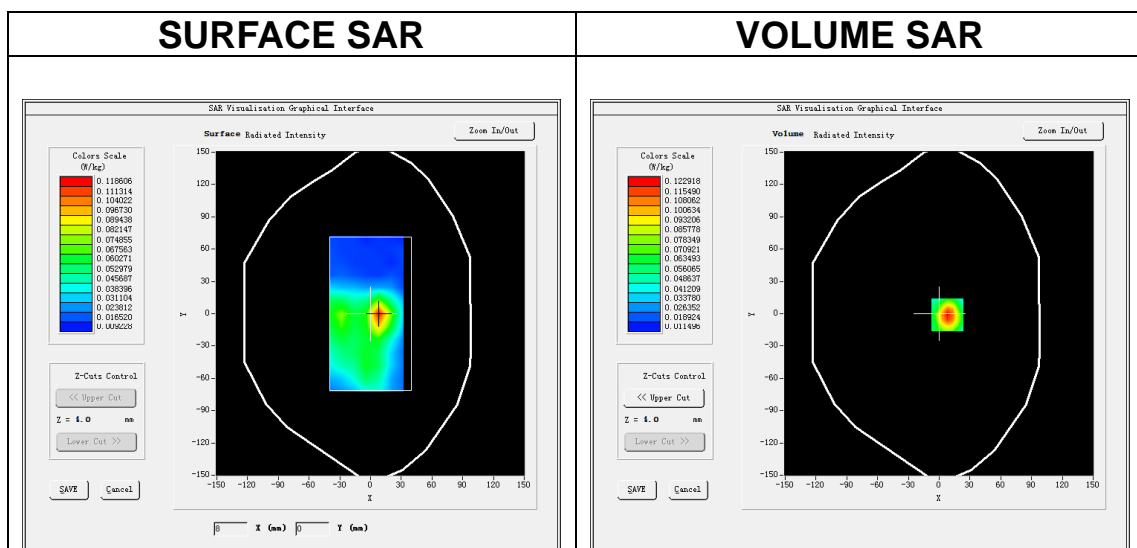 SURFACE SAR
VOLUME SAR
SAR Visualisation Graphical Interface
Surface Radiated Intensity
Zoom In/Out
Colors Scale
(W/kg)
0.118606
0.111314
0.104022
0.096730
0.089438
0.082147
0.074855
0.067563
0.060271
0.052979
0.045687
0.038396
0.031104
0.023812
0.016520
0.009228
150
120
90
60
30
0
-30
-60
-90
-120
-150
Y
-150 -120 -90 -60 -30 0 30 60 90 120 150
X
Z-Cuts Control
<< Upper Cut
Z = 4.0 mm
Lower Cut >>
SAVE Cancel
8 X (mm) 0 Y (mm)
SAR Visualisation Graphical Interface
Volume Radiated Intensity
Zoom In/Out
Colors Scale
(W/kg)
0.122918
0.115490
0.108062
0.100634
0.093206
0.085778
0.078349
0.070921
0.063493
0.056065
0.048637
0.041209
0.033780
0.026352
0.018924
0.011496
150
120
90
60
30
0
-30
-60
-90
-120
-150
Y
-150 -120 -90 -60 -30 0 30 60 90 120 150
X
Z-Cuts Control
<< Upper Cut
Z = 4.0 mm
Lower Cut >>
SAVE Cancel